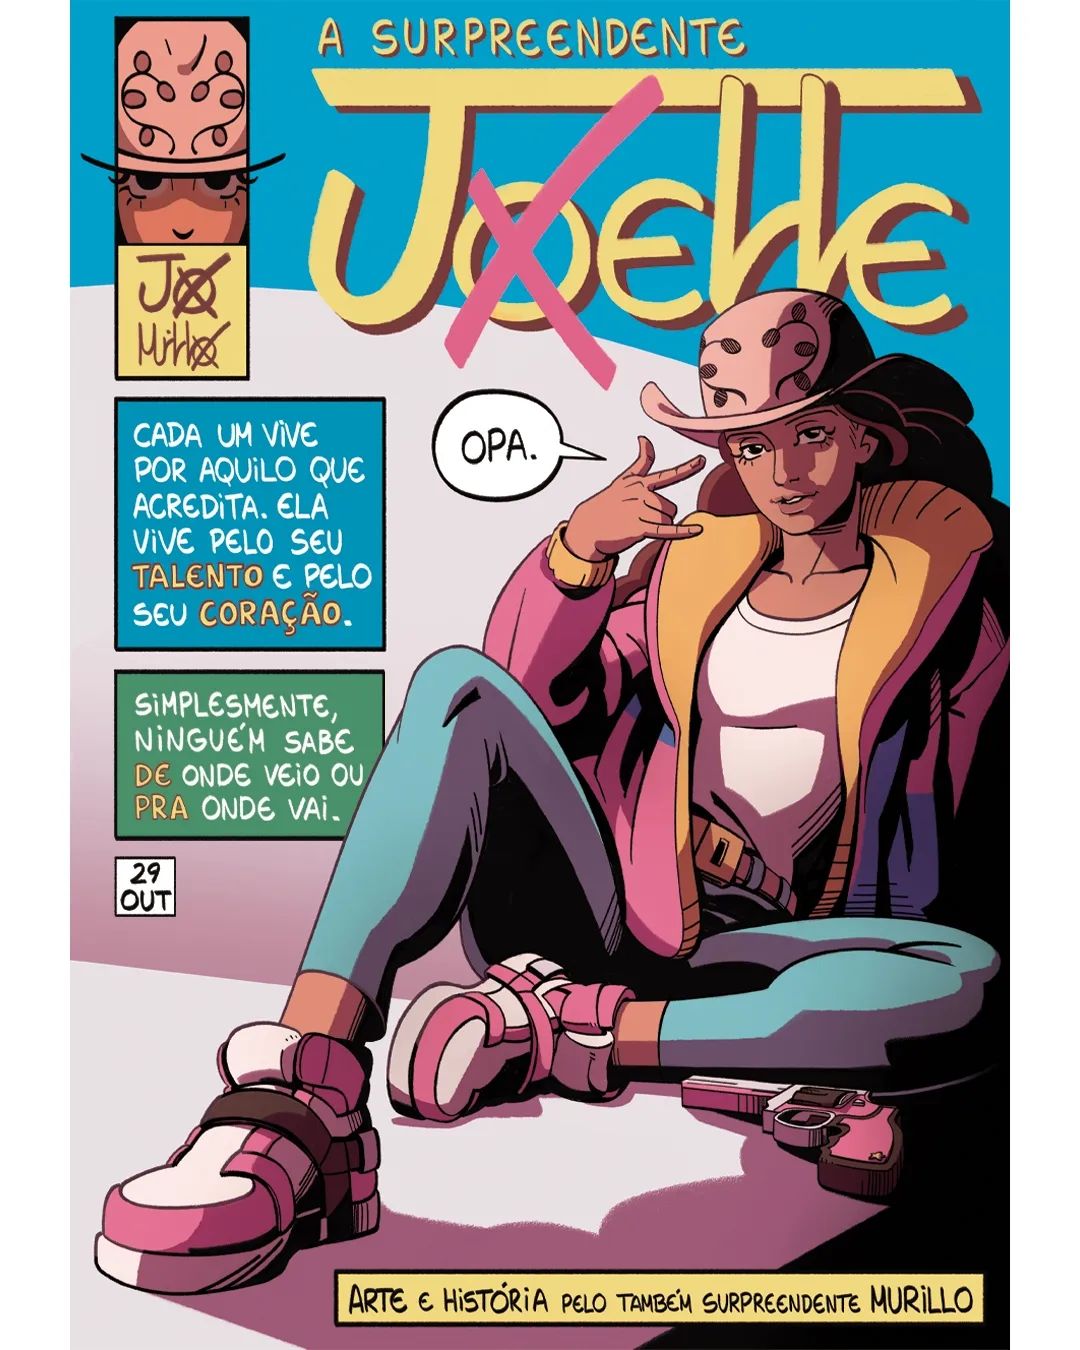 A SURPREENDENTE
JOELLE
JO
Murillo
CADA UM VIVE
POR AQUILO QUE
ACREDITA. ELA
VIVE PELO SEU
TALENTO E PELO
SEU CORAÇÃO.
OPA.
SIMPLESMENTE,
NINGUÉM SABE
DE ONDE VEIO OU
PRA ONDE VAI.
29
OUT
ARTE E HISTÓRIA PELO TAMBÉM SURPREENDENTE MURILLO